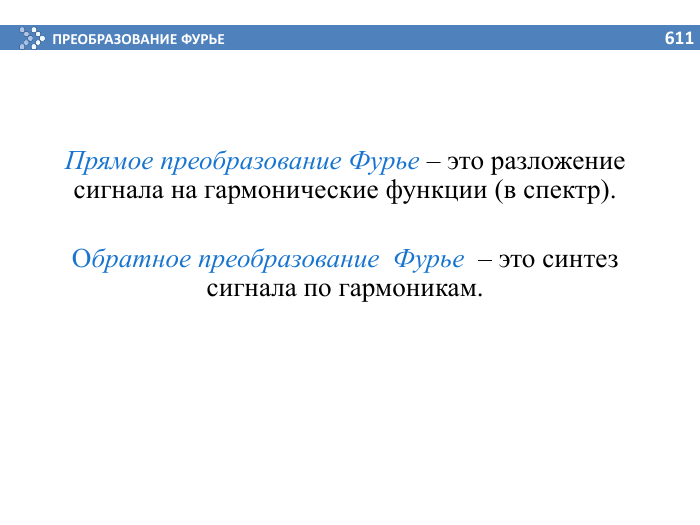 ПРЕОБРАЗОВАНИЕ ФУРЬЕ 611
Прямое преобразование Фурье – это разложение
сигнала на гармонические функции (в спектр).
Обратное преобразование Фурье – это синтез
сигнала по гармоникам.